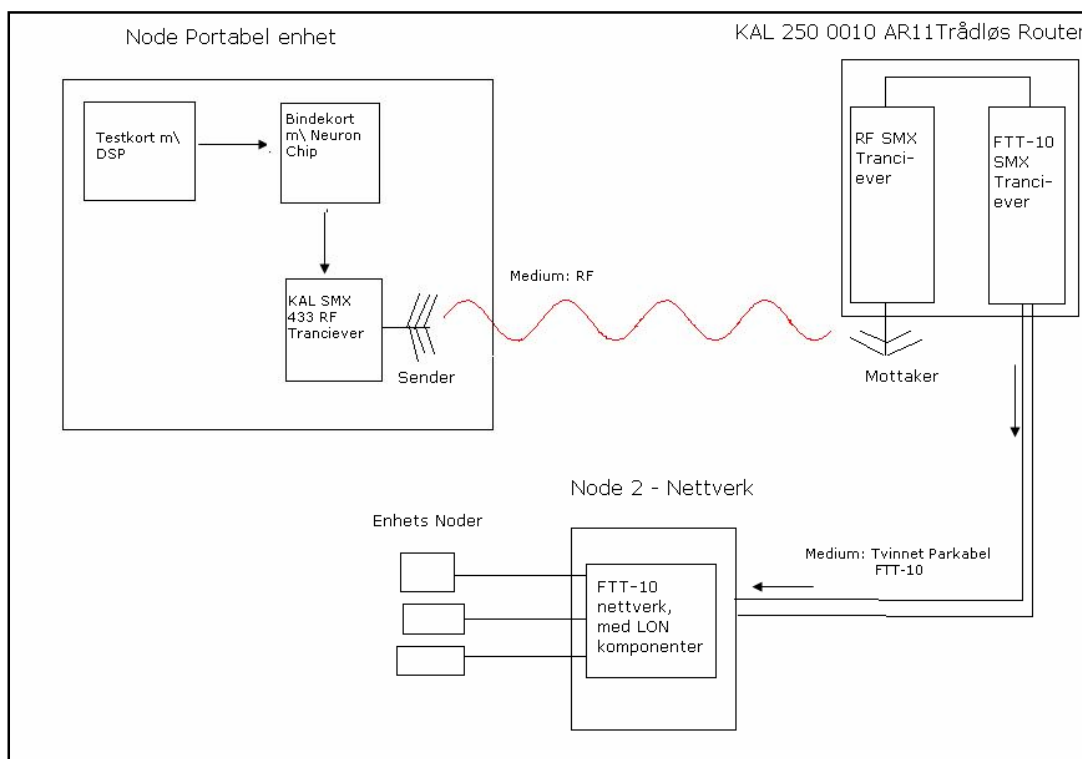 Node Portabel enhet
KAL 250 0010 AR11Trådløs Router
Testkort m\
DSP
Bindekort
m\ Neuron
Chip
KAL SMX
433 RF
Tranciever
Sender
Medium: RF
RF SMX
Tranci-
ever
FTT-10
SMX
Tranci-
ever
Mottaker
Node 2 - Nettverk
Enhets Noder
FTT-10
nettverk,
med LON
komponenter
Medium: Tvinnet Parkabel
FTT-10